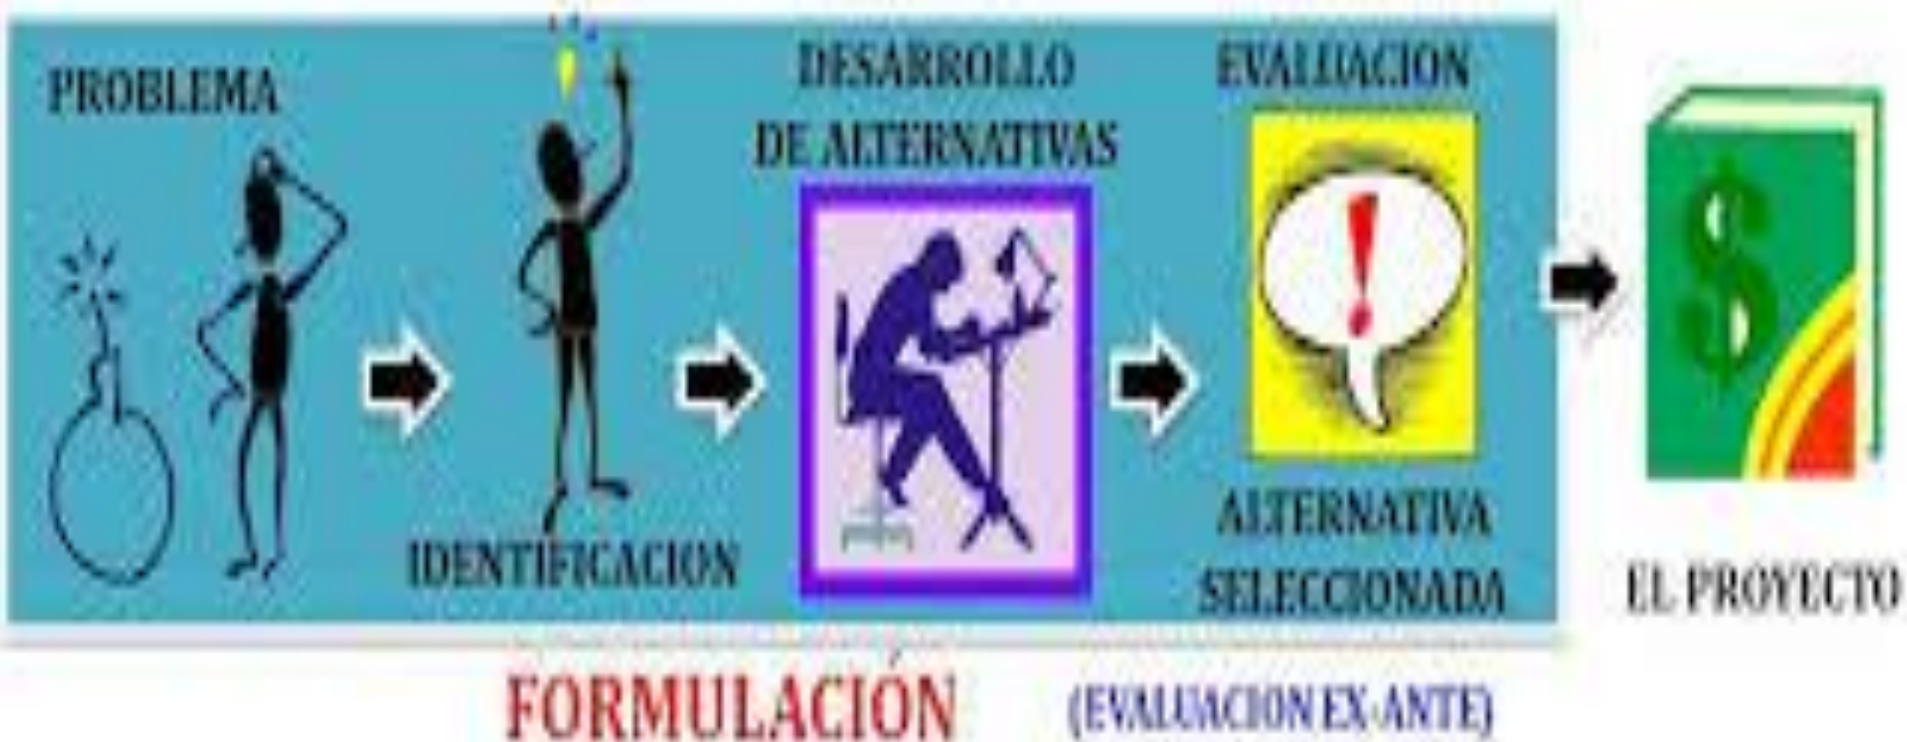 PROBLEMA
IDENTIFICACION
DESARROLLO
DE ALTERNATIVAS
EVALUACION
ALTERNATIVA
SELECCIONADA
EL PROYECTO
FORMULACIÓN
(EVALUACION EX-ANTE)